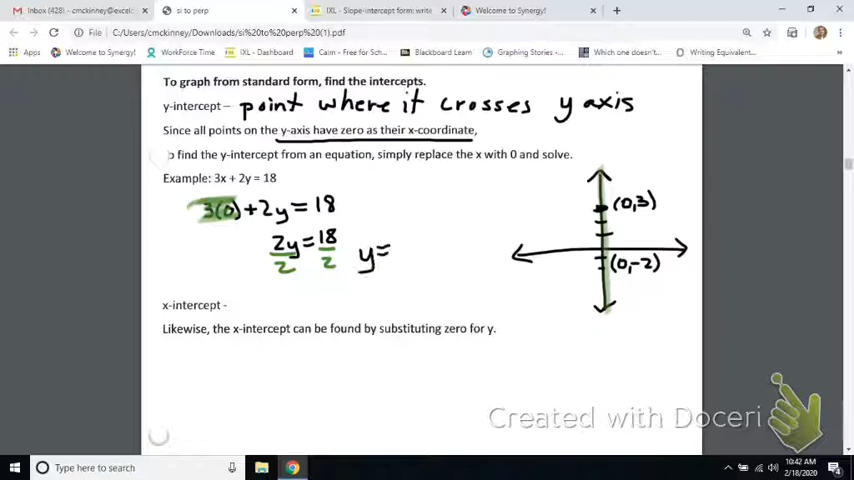 Inbox (428) - cmckinney@excelc
si to perp
IXL - Slope-intercept form: write
Welcome to Synergy!
File
C:/Users/cmckinney/Downloads/si%20to%20perp%20(1).pdf
Apps
Welcome to Synergy!
WorkForce Time
IXL - Dashboard
Calm - Free for Sch...
Blackboard Learn
Graphing Stories -...
Which one doesn't...
Writing Equivalent...
To graph from standard form, find the intercepts.
y-intercept – point where it crosses y axis
Since all points on the y-axis have zero as their x-coordinate,
o find the y-intercept from an equation, simply replace the x with 0 and solve.
Example: 3x + 2y = 18
3(0)+2y=18
(0,3)
2y=18
2 2
y=
(0,-2)
x-intercept -
Likewise, the x-intercept can be found by substituting zero for y.
Created with Doceri
Type here to search
10:42 AM
2/18/2020
4